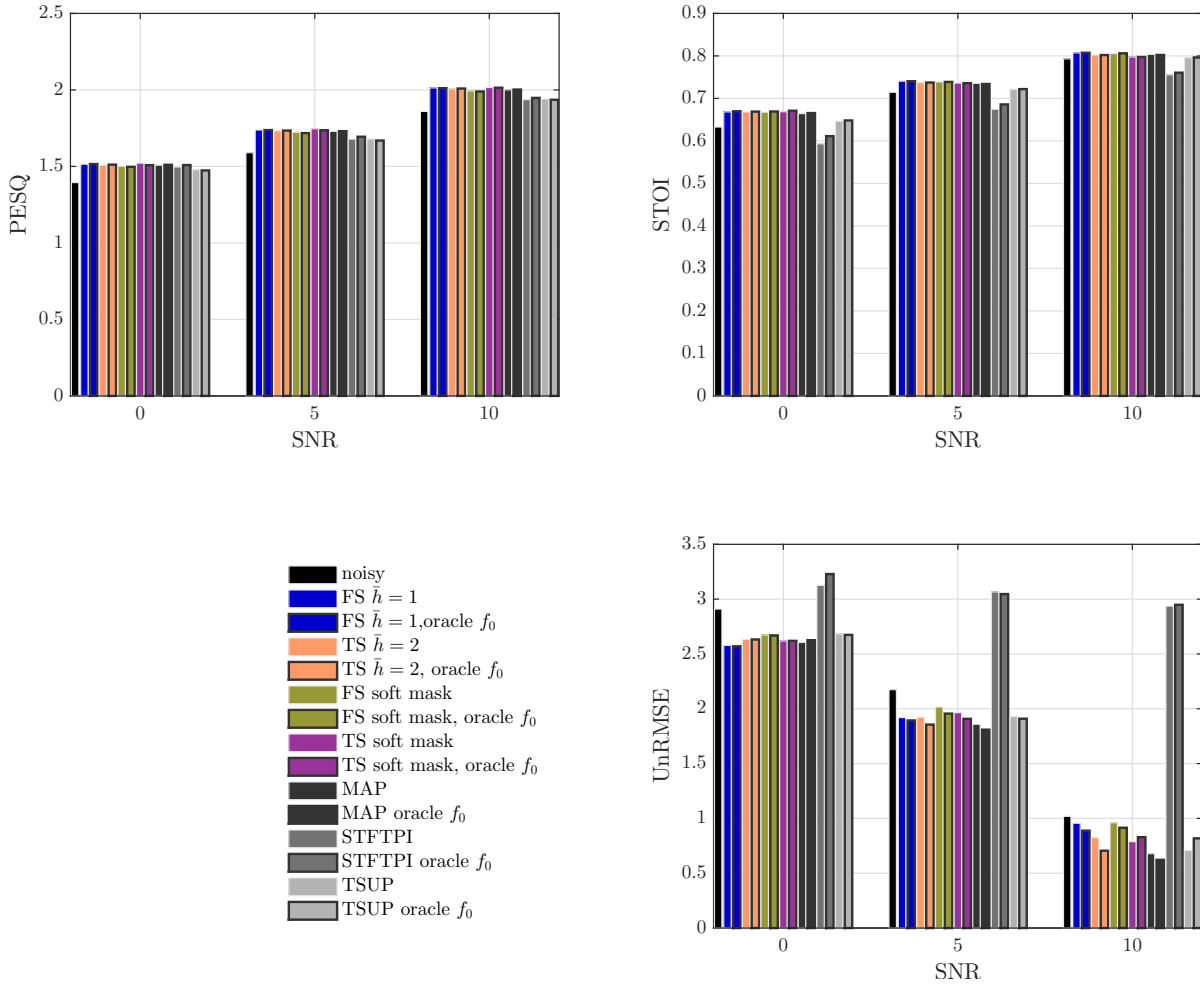 2.5
2
1.5
1
0.5
0
PESQ
0
5
10
SNR
0.9
0.8
0.7
0.6
0.5
0.4
0.3
0.2
0.1
0
STOI
0
5
10
SNR
noisy
FS h̄ = 1
FS h̄ = 1,oracle f₀
TS h̄ = 2
TS h̄ = 2, oracle f₀
FS soft mask
FS soft mask, oracle f₀
TS soft mask
TS soft mask, oracle f₀
MAP
MAP oracle f₀
STFTPI
STFTPI oracle f₀
TSUP
TSUP oracle f₀
3.5
3
2.5
2
1.5
1
0.5
0
UnRMSE
0
5
10
SNR